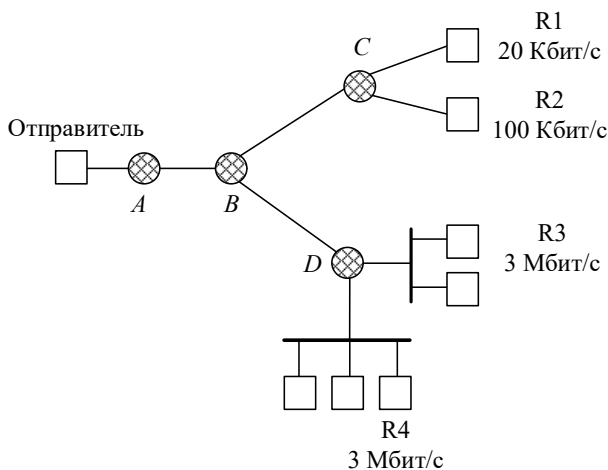 R1
20 Кбит/с
C
R2
100 Кбит/с
Отправитель
A
B
R3
3 Мбит/с
D
R4
3 Мбит/с